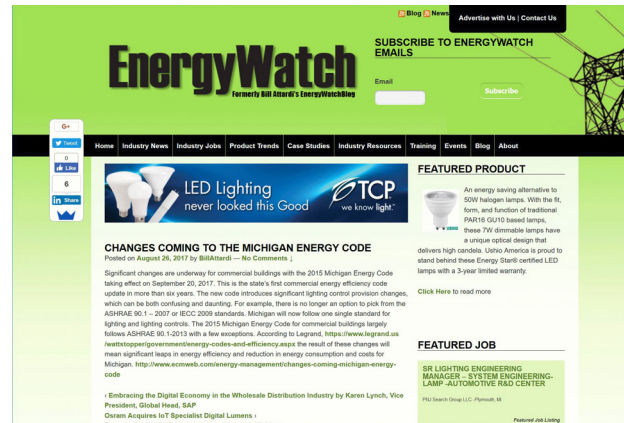 Blog News
Advertise with Us | Contact Us
EnergyWatch
Formerly Bill Attardi's EnergyWatchBlog
SUBSCRIBE TO ENERGYWATCH
EMAILS
Email
Subscribe
G+
Tweet
0
Like
6
in Share
Home Industry News Industry Jobs Product Trends Case Studies Industry Resources Training Events Blog About
LED Lighting
never looked this Good
TCP
we know light.
CHANGES COMING TO THE MICHIGAN ENERGY CODE
Posted on August 26, 2017 by BillAttardi — No Comments ↓
Significant changes are underway for commercial buildings with the 2015 Michigan Energy Code
taking effect on September 20, 2017. This is the state's first commercial energy efficiency code
update in more than six years. The new code introduces significant lighting control provision changes,
which can be both confusing and daunting. For example, there is no longer an option to pick from the
ASHRAE 90.1 – 2007 or IECC 2009 standards. Michigan will now follow one single standard for
lighting and lighting controls. The 2015 Michigan Energy Code for commercial buildings largely
follows ASHRAE 90.1-2013 with a few exceptions. According to Legrand, https://www.legrand.us
/wattstopper/government/energy-codes-and-efficiency.aspx the result of these changes will
mean significant leaps in energy efficiency and reduction in energy consumption and costs for
Michigan. http://www.ecmweb.com/energy-management/changes-coming-michigan-energy-
code
‹ Embracing the Digital Economy in the Wholesale Distribution Industry by Karen Lynch, Vice
President, Global Head, SAP
Osram Acquires IoT Specialist Digital Lumens ›
FEATURED PRODUCT
An energy saving alternative to
50W halogen lamps. With the fit,
form, and function of traditional
PAR16 GU10 based lamps,
these 7W dimmable lamps have
a unique optical design that
delivers high candela. Ushio America is proud to
stand behind these Energy Star® certified LED
lamps with a 3-year limited warranty.
Click Here to read more
FEATURED JOB
SR LIGHTING ENGINEERING
MANAGER – SYSTEM ENGINEERING-
LAMP -AUTOMOTIVE R&D CENTER
PNJ Search Group LLC -Plymouth, MI
Featured Job Listing